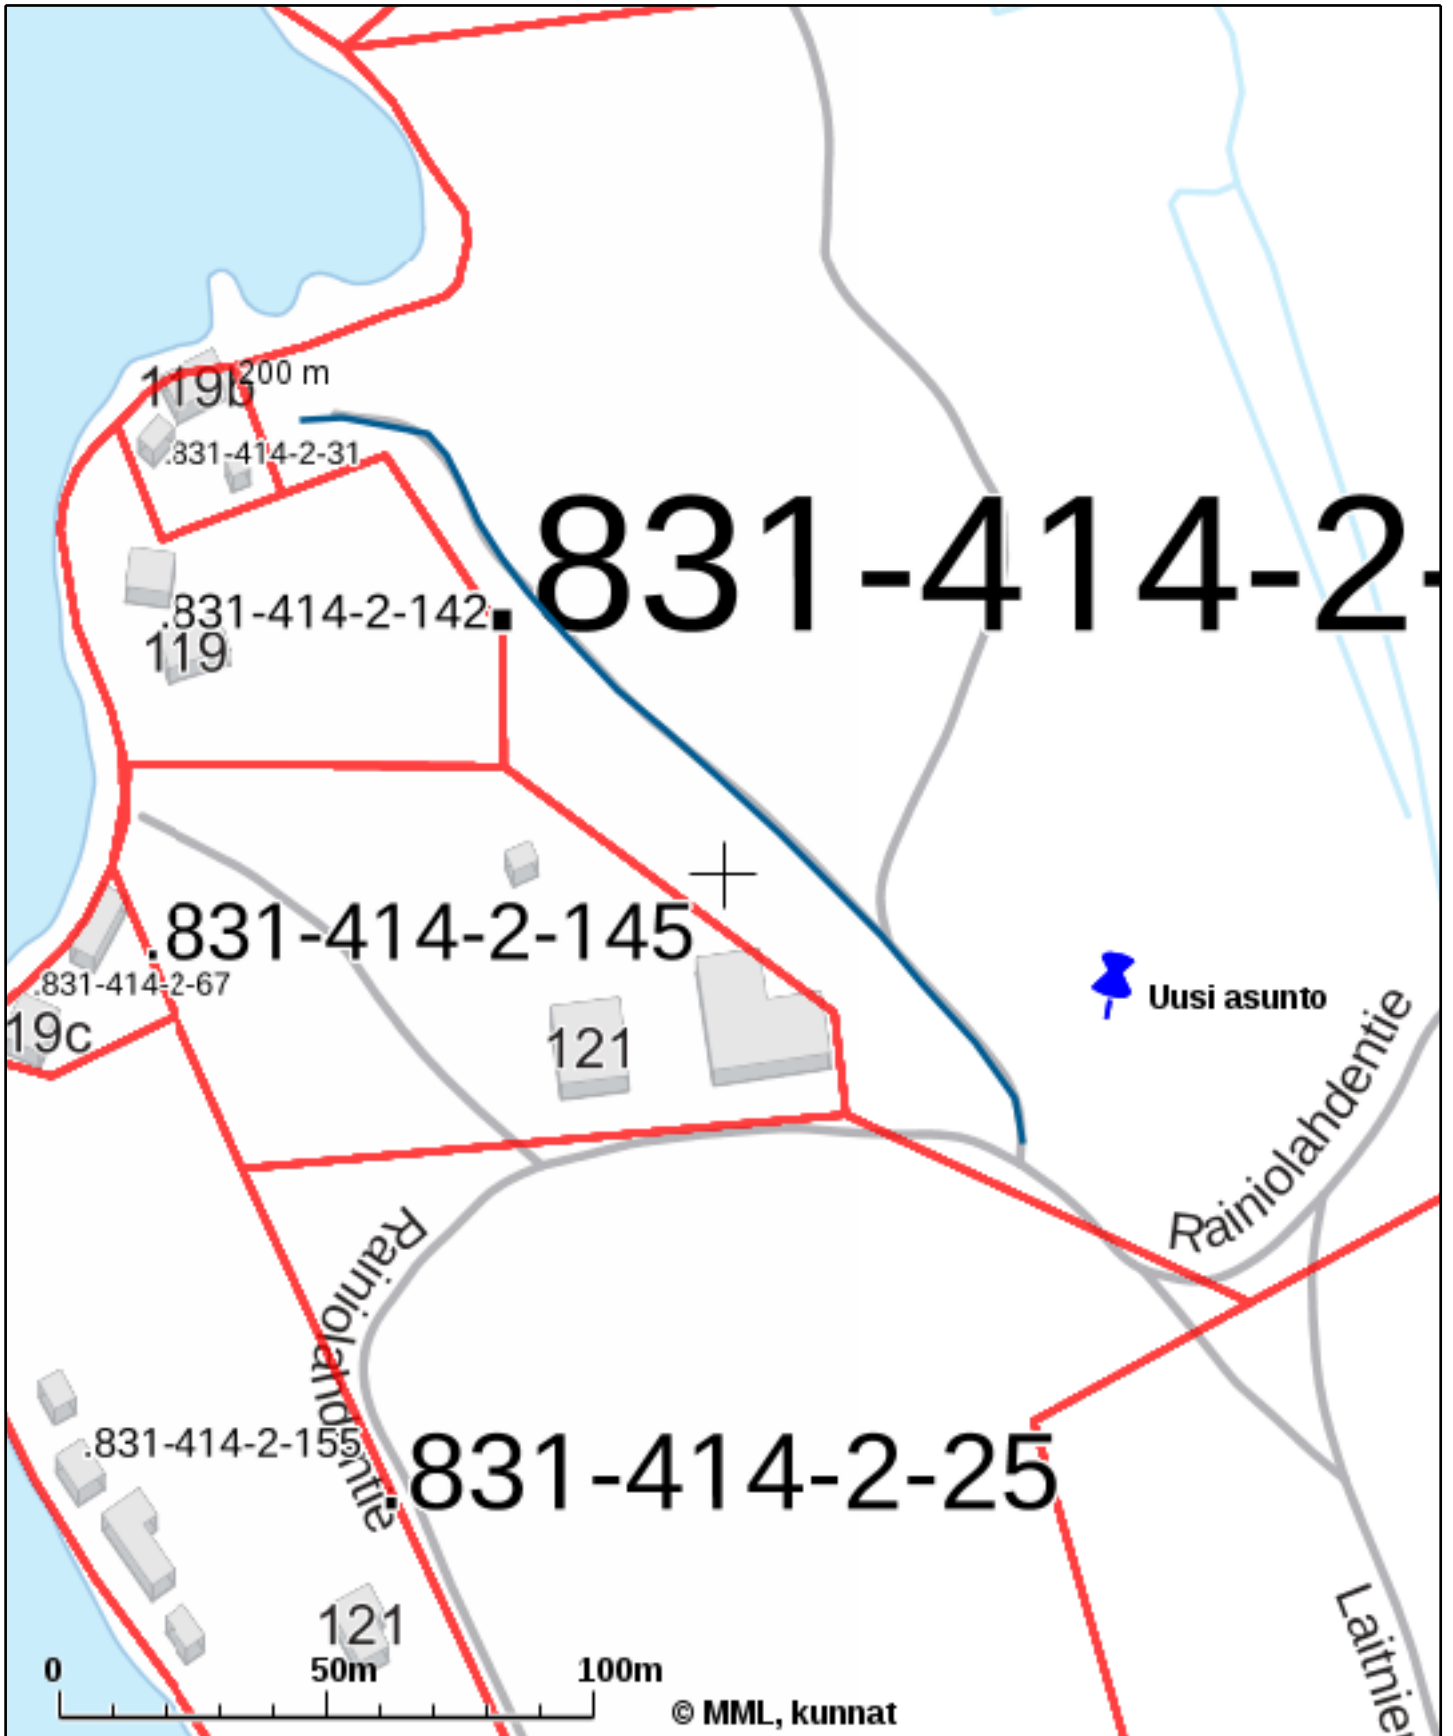 119b
200 m
.831-414-2-31
.831-414-2-
.831-414-2-142
119
.831-414-2-145
.831-414-2-67
19c
121
Uusi asunto
Rainiolahdentie
Rainiolahdentie
.831-414-2-155
.831-414-2-25
121
Laitnie
0 50m 100m
© MML, kunnat